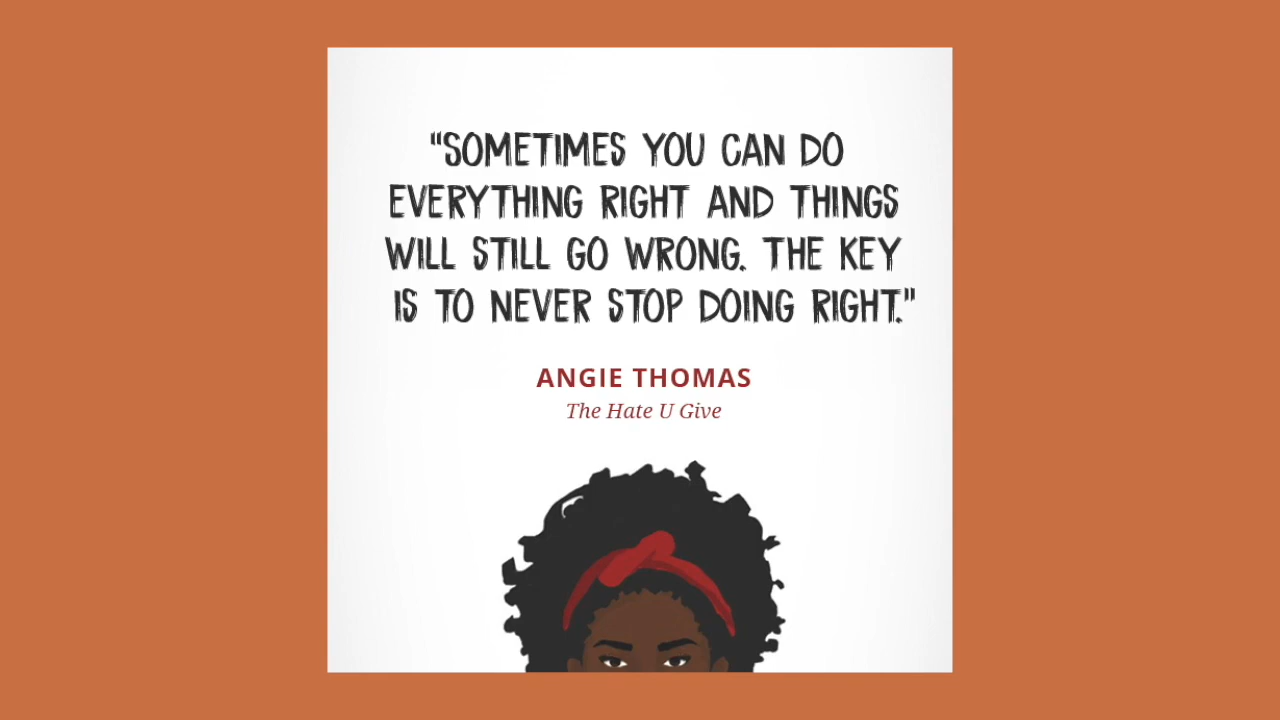 "SOMETIMES YOU CAN DO
EVERYTHING RIGHT AND THINGS
WILL STILL GO WRONG. THE KEY
IS TO NEVER STOP DOING RIGHT."
ANGIE THOMAS
The Hate U Give